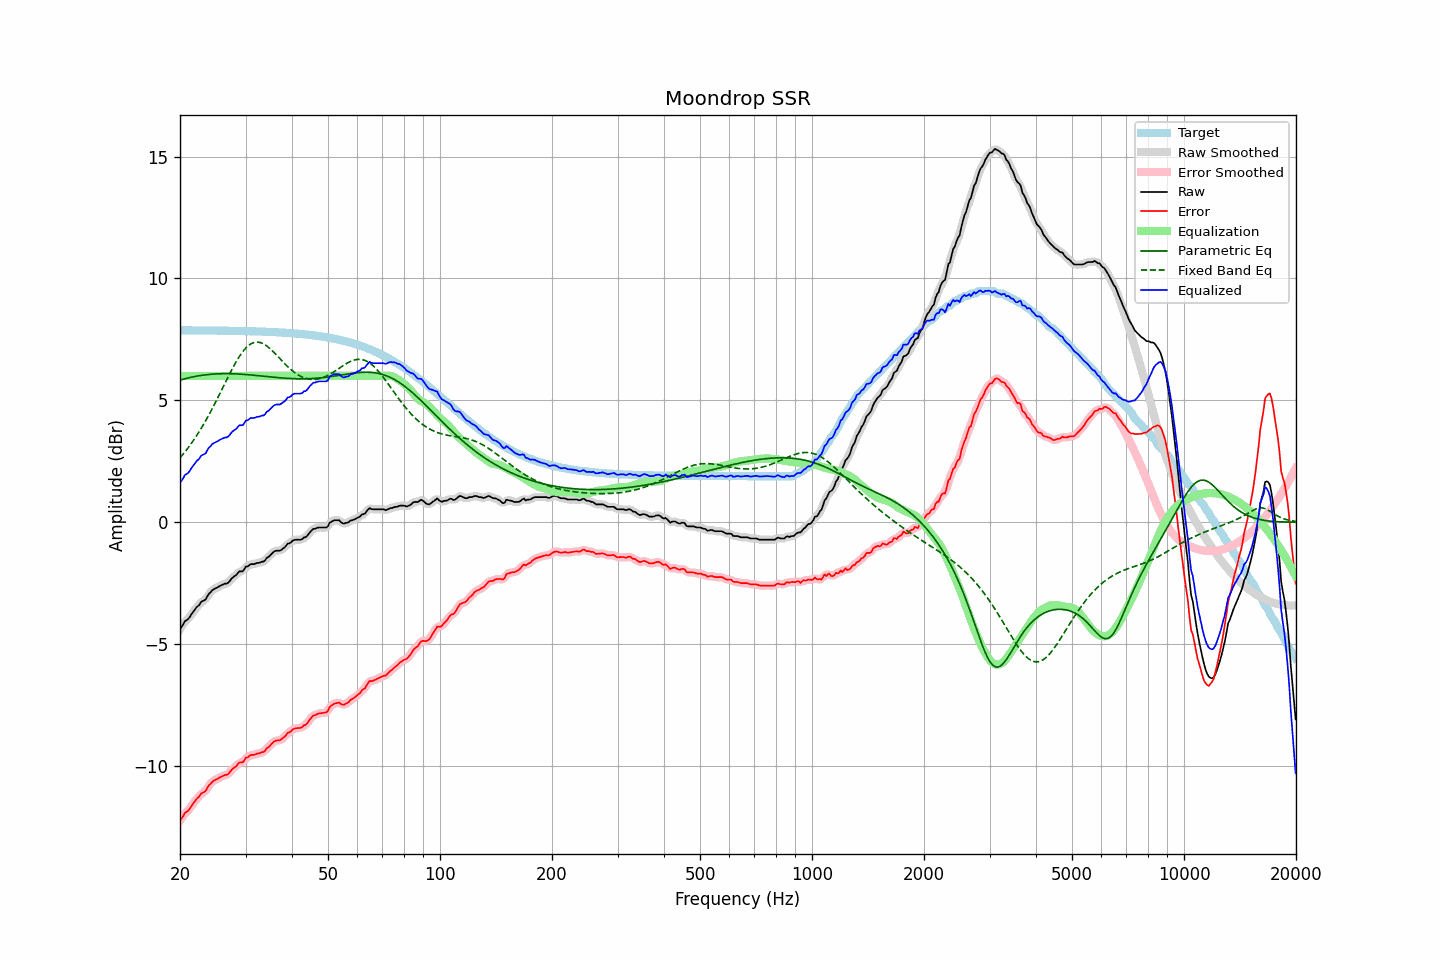 Moondrop SSR
Target
Raw Smoothed
Error Smoothed
Raw
Error
Equalization
Parametric Eq
Fixed Band Eq
Equalized
Amplitude (dBr)
15
10
5
0
−5
−10
20
50
100
200
500
1000
2000
5000
10000
20000
Frequency (Hz)